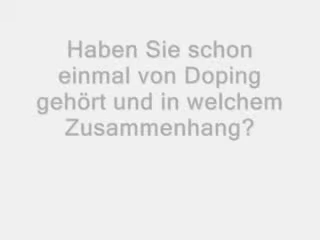 Haben Sie schon
einmal von Doping
gehört und in welchem
Zusammenhang?